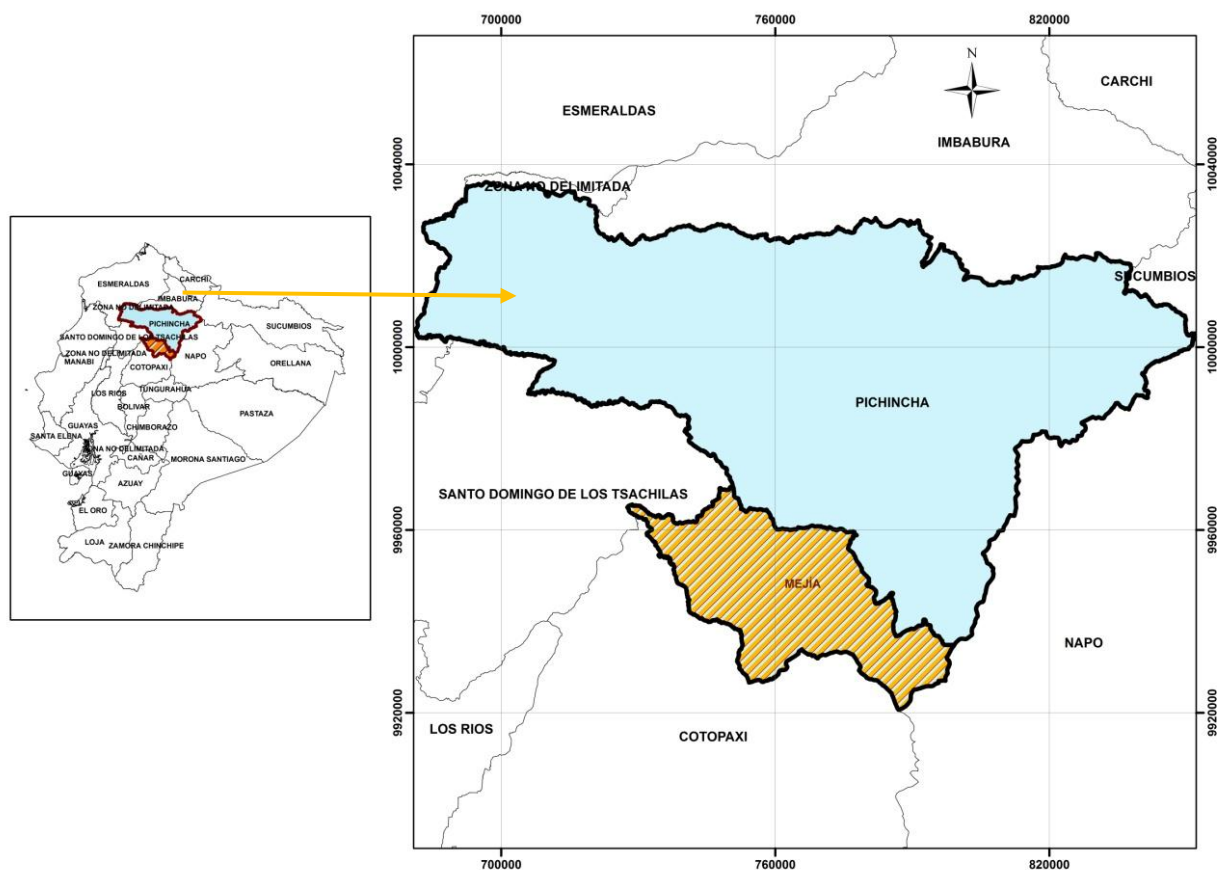 ESMERALDAS
CARCHI
IMBABURA
ZONA NO DELIMITADA
PICHINCHA
SUCUMBIOS
SANTO DOMINGO DE LOS TSACHILAS
ZONA NO DELIMITADA
NAPO
MANABI
ORELLANA
COTOPAXI
TUNGURAHUA
LOS RIOS
BOLIVAR
PASTAZA
GUAYAS
CHIMBORAZO
SANTA ELENA
ZONA NO DELIMITADA
CAÑAR
MORONA SANTIAGO
GUAYAS
AZUAY
EL ORO
LOJA
ZAMORA CHINCHIPE
700000
760000
820000
N
CARCHI
ESMERALDAS
IMBABURA
10040000
10040000
ZONA NO DELIMITADA
SUCUMBIOS
10000000
10000000
PICHINCHA
SANTO DOMINGO DE LOS TSACHILAS
9960000
9960000
MEJÍA
NAPO
9920000
9920000
LOS RIOS
COTOPAXI
700000
760000
820000